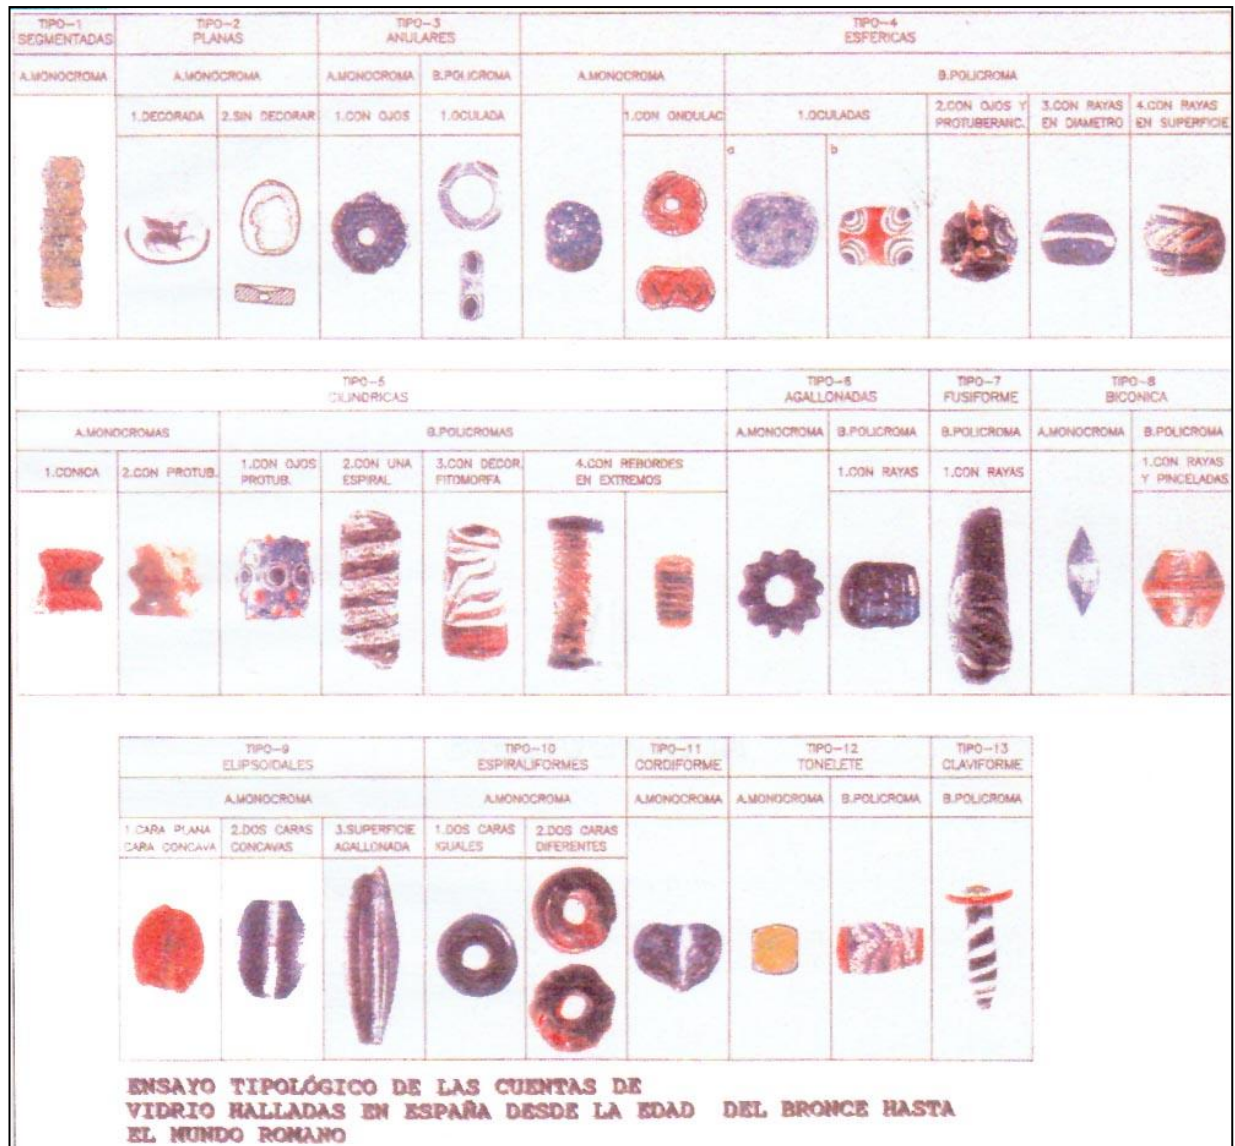 TIPO-1 TIPO-2 TIPO-3 TIPO-4
SEGMENTADAS PLANAS ANULARES ESFERICAS
A.MONOCROMA A.MONOCROMA A.MONOCROMA B.POLICROMA A.MONOCROMA B.POLICROMA
1.DECORADA 2.SIN DECORAR 1.CON OJOS 1.OCULADA 1.CON ONDULAC 1.OCULADAS 2.CON OJOS Y 3.CON RAYAS 4.CON RAYAS
PROTUBERANC. EN DIAMETRO EN SUPERFICIE
a b
TIPO-5 TIPO-6 TIPO-7 TIPO-8
CILINDRICAS AGALLONADAS FUSIFORME BICONICA
A.MONOCROMAS B.POLICROMAS A.MONOCROMA B.POLICROMA B.POLICROMA A.MONOCROMA B.POLICROMA
1.CONICA 2.CON PROTUB. 1.CON OJOS 2.CON UNA 3.CON DECOR. 4.CON REBORDES 1.CON RAYAS 1.CON RAYAS 1.CON RAYAS
PROTUB. ESPIRAL FITOMORFA EN EXTREMOS Y PINCELADAS
TIPO-9 TIPO-10 TIPO-11 TIPO-12 TIPO-13
ELIPSOIDALES ESPIRALIFORMES CORDIFORME TONELETE CLAVIFORME
A.MONOCROMA A.MONOCROMA A.MONOCROMA A.MONOCROMA B.POLICROMA B.POLICROMA
1.CARA PLANA 2.DOS CARAS 3.SUPERFICIE 1.DOS CARAS 2.DOS CARAS
CARA CONCAVA CONCAVAS AGALLONADA IGUALES DIFERENTES
ENSAYO TIPOLÓGICO DE LAS CUENTAS DE
VIDRIO HALLADAS EN ESPAÑA DESDE LA EDAD DEL BRONCE HASTA
EL MUNDO ROMANO